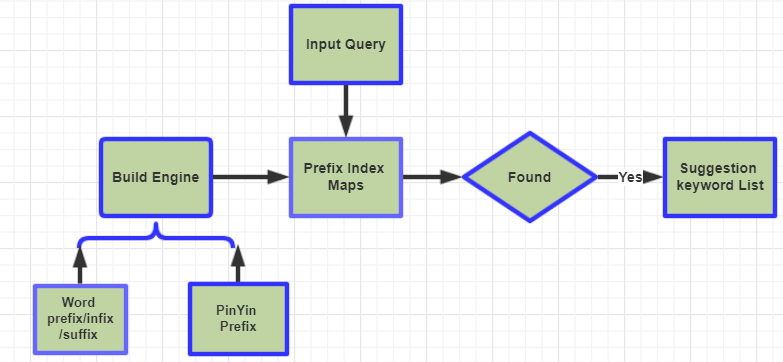 Input Query
Build Engine
Prefix Index
Maps
Found
Yes
Suggestion
keyword List
Word
prefix/infix
/suffix
PinYin
Prefix